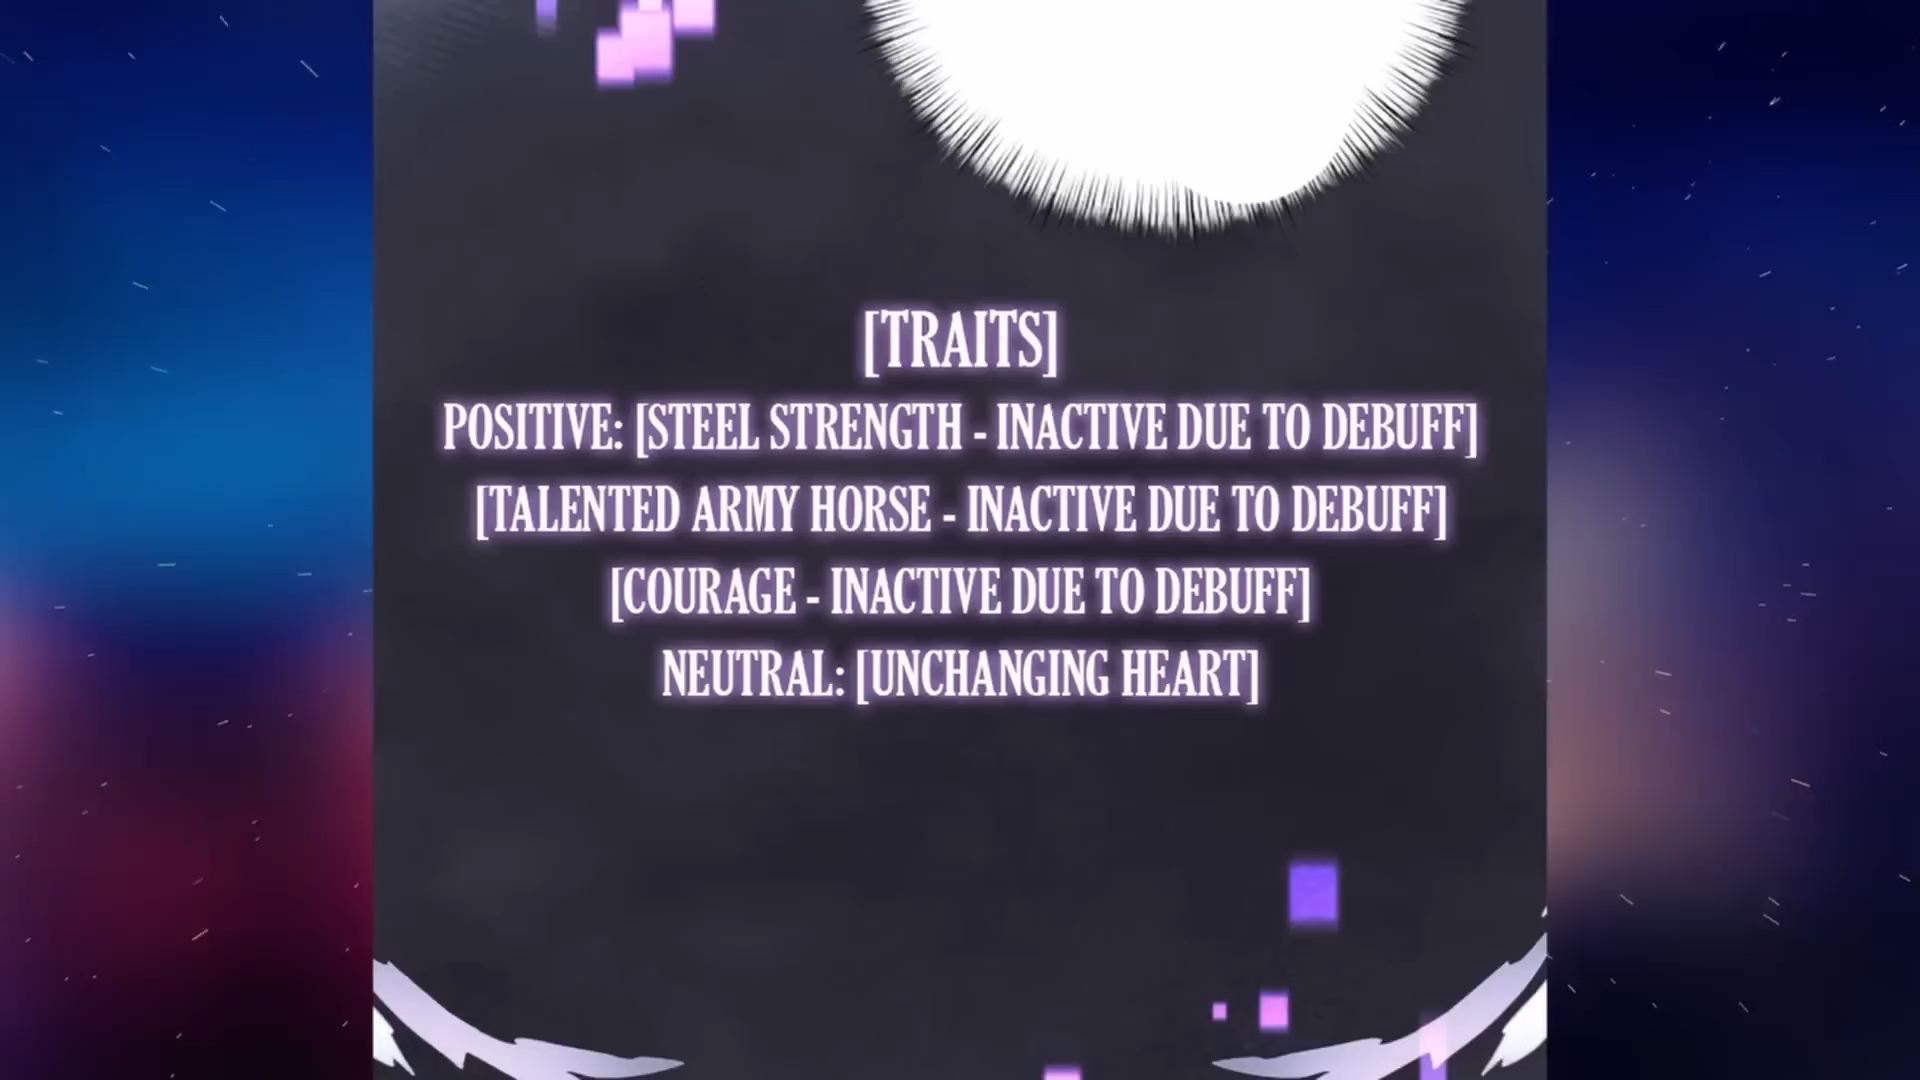 [TRAITS]
POSITIVE: [STEEL STRENGTH - INACTIVE DUE TO DEBUFF]
[TALENTED ARMY HORSE - INACTIVE DUE TO DEBUFF]
[COURAGE - INACTIVE DUE TO DEBUFF]
NEUTRAL: [UNCHANGING HEART]